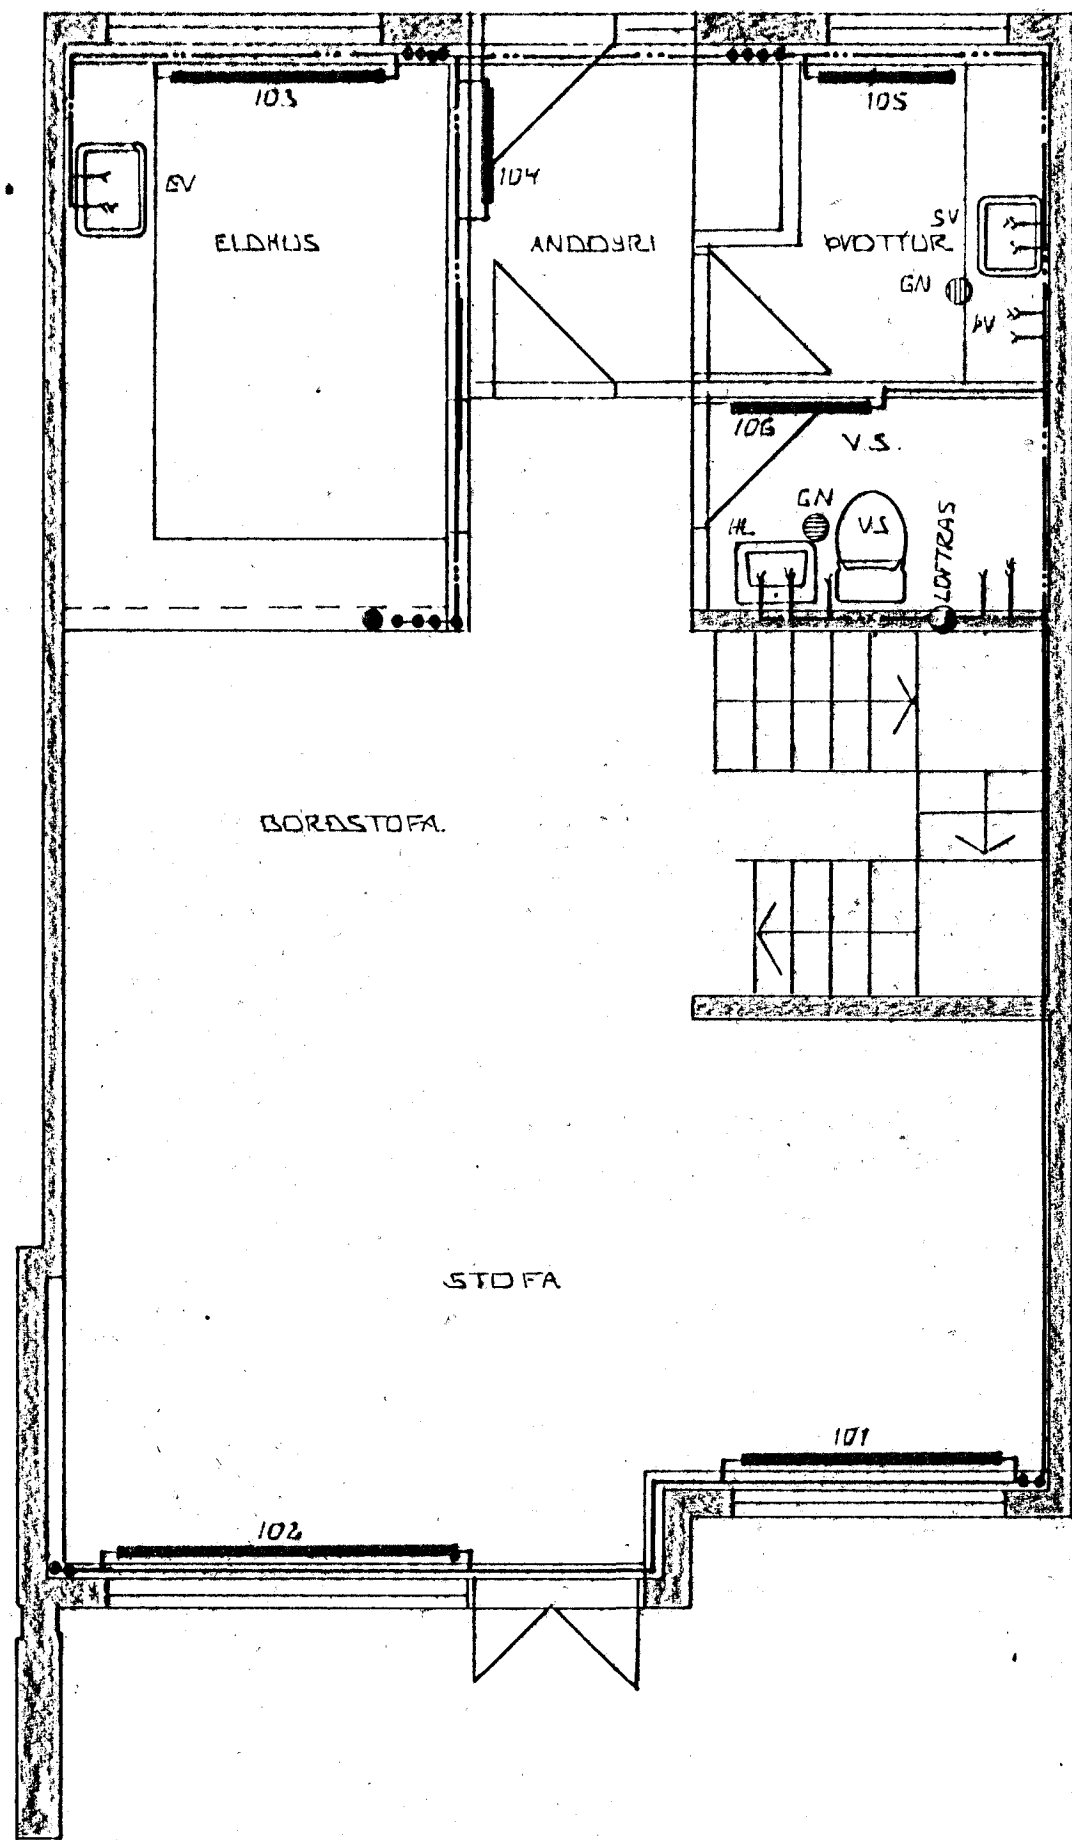 103
105
104
EV
SV
ELDHUS
ANDDYRI
ÞVOTTUR
GN
ÞV
106
V.S.
GN
HL
V.S
LOFTRAS
BORÐSTOFA.
STOFA
101
102